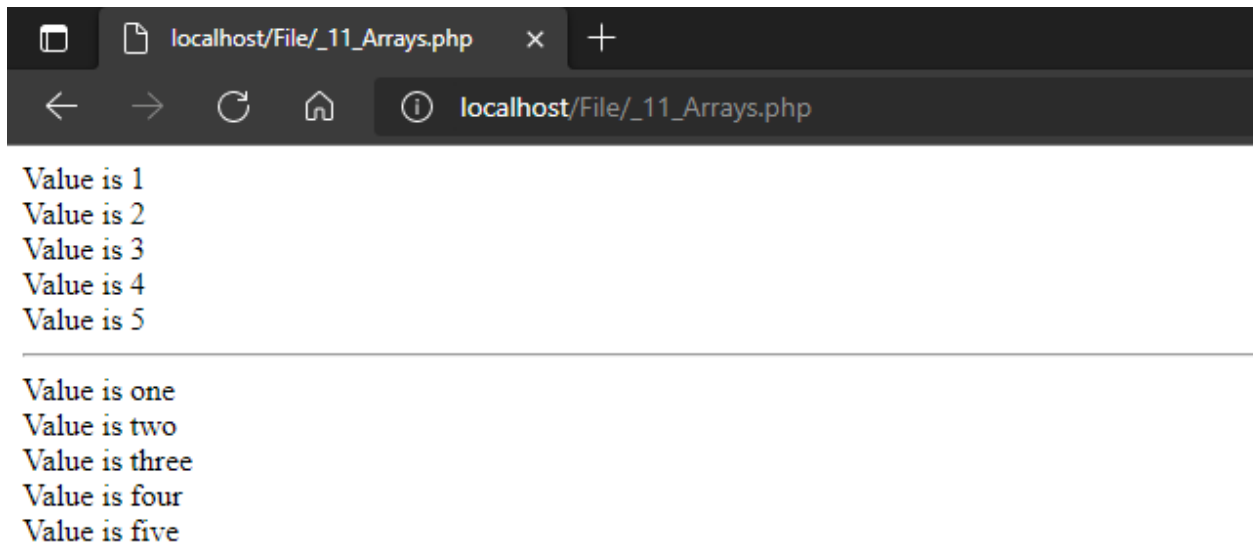 localhost/File/_11_Arrays.php
localhost/File/_11_Arrays.php
Value is 1
Value is 2
Value is 3
Value is 4
Value is 5
Value is one
Value is two
Value is three
Value is four
Value is five